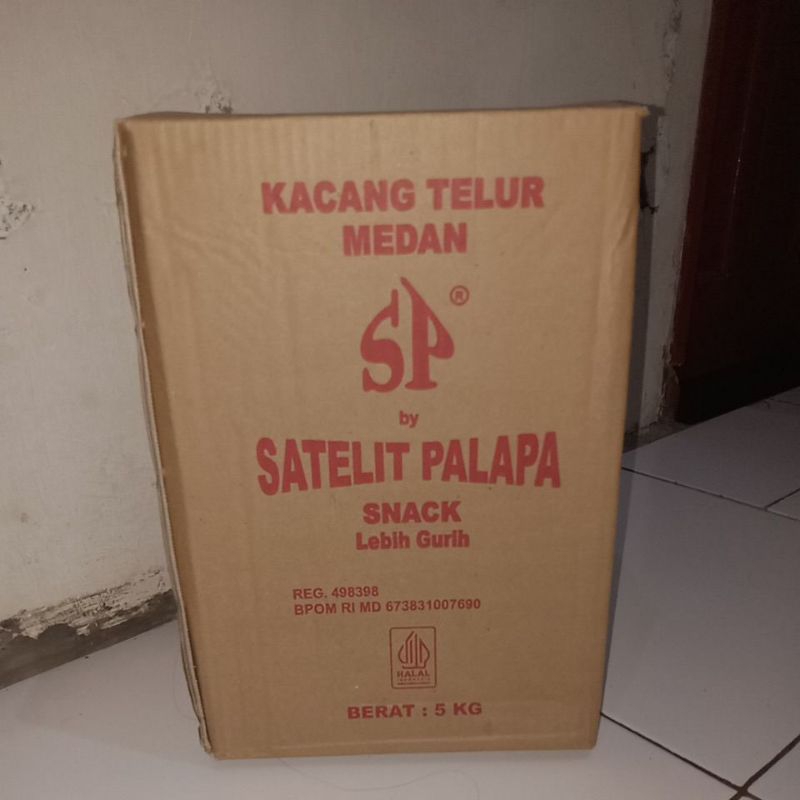 KACANG TELUR
MEDAN
SP®
by
SATELIT PALAPA
SNACK
Lebih Gurih
REG. 498398
BPOM RI MD 673831007690
HALAL
INDONESIA
BERAT : 5 KG